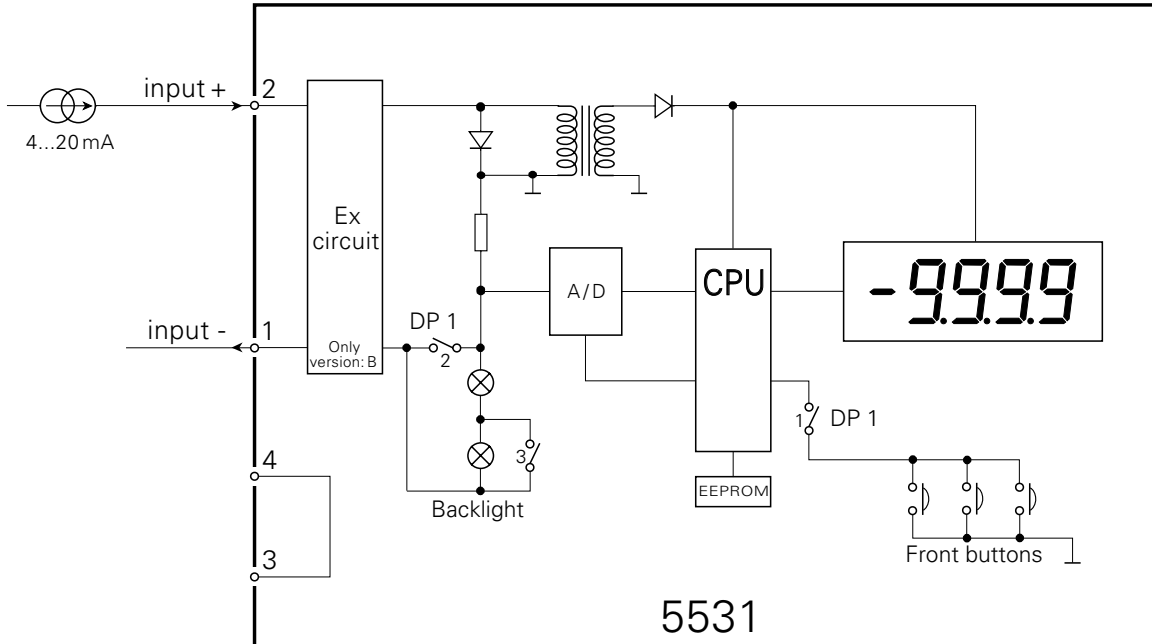 input +
2
4...20 mA
Ex
circuit
A/D
CPU
-9.9.9.9
input -
1
DP 1
2
Only
version: B
1
DP 1
3
4
EEPROM
Backlight
3
Front buttons
5531